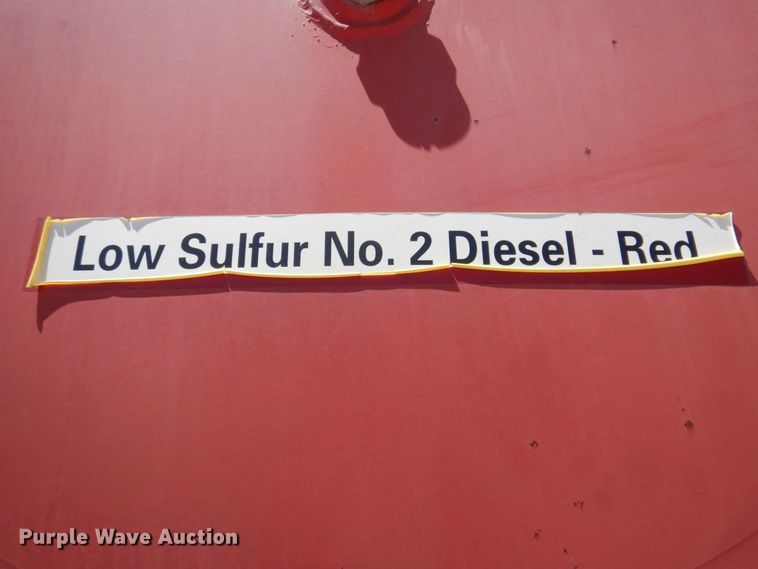 Low Sulfur No. 2 Diesel - Red
Purple Wave Auction